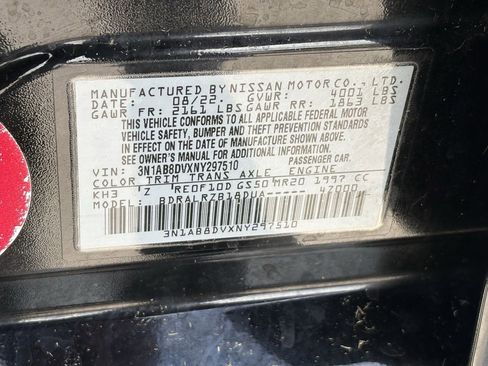 MANUFACTURED BY NISSAN MOTOR CO., LTD.
DATE: 08/22 GVWR: 4001 LBS
GAWR FR: 2161 LBS GAWR RR: 1863 LBS
THIS VEHICLE CONFORMS TO ALL APPLICABLE FEDERAL MOTOR
VEHICLE SAFETY, BUMPER AND THEFT PREVENTION STANDARDS
IN EFFECT ON THE DATE OF MANUFACTURE SHOWN ABOVE.
SEE OWNER'S MANUAL FOR ADDITIONAL INFORMATION
VIN: 3N1AB8DVXNY297510 PASSENGER CAR.
COLOR TRIM TRANS AXLE ENGINE
KH3 Z RE0F10D GS50 MR20 1997 CC
MODEL: BDRALRZB18DUA----- 47000
3N1AB8DVXNY297510